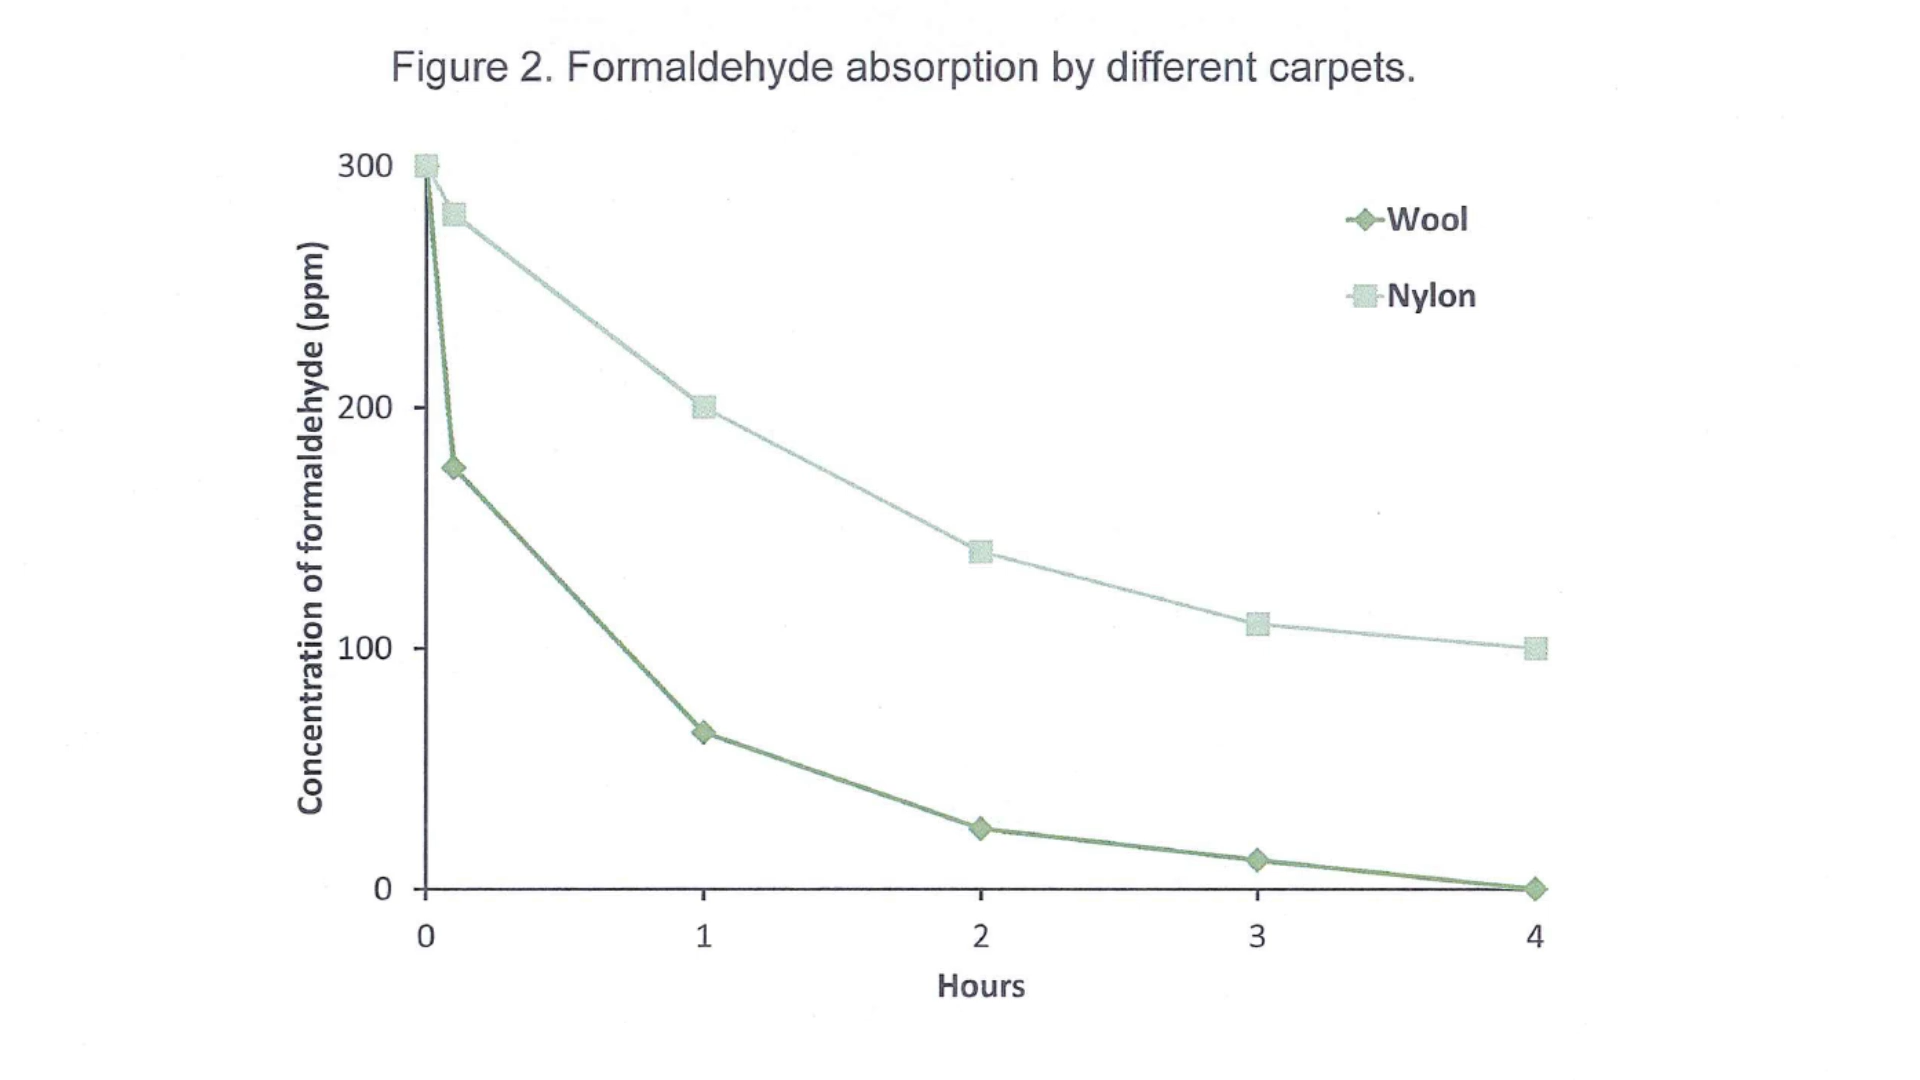 Figure 2. Formaldehyde absorption by different carpets.
300
200
100
0
Concentration of formaldehyde (ppm)
Wool
Nylon
0 1 2 3 4
Hours